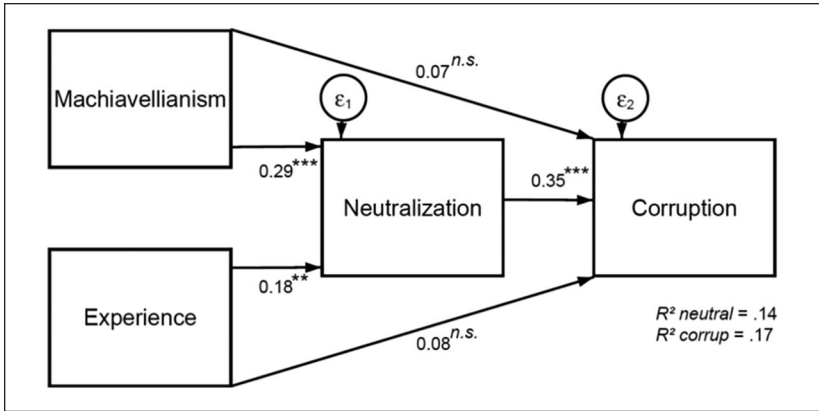 0.07n.s.
Machiavellianism
ε1
ε2
0.29***
0.35***
Neutralization
Corruption
0.18**
Experience
R² neutral = .14
R² corrup = .17
0.08n.s.